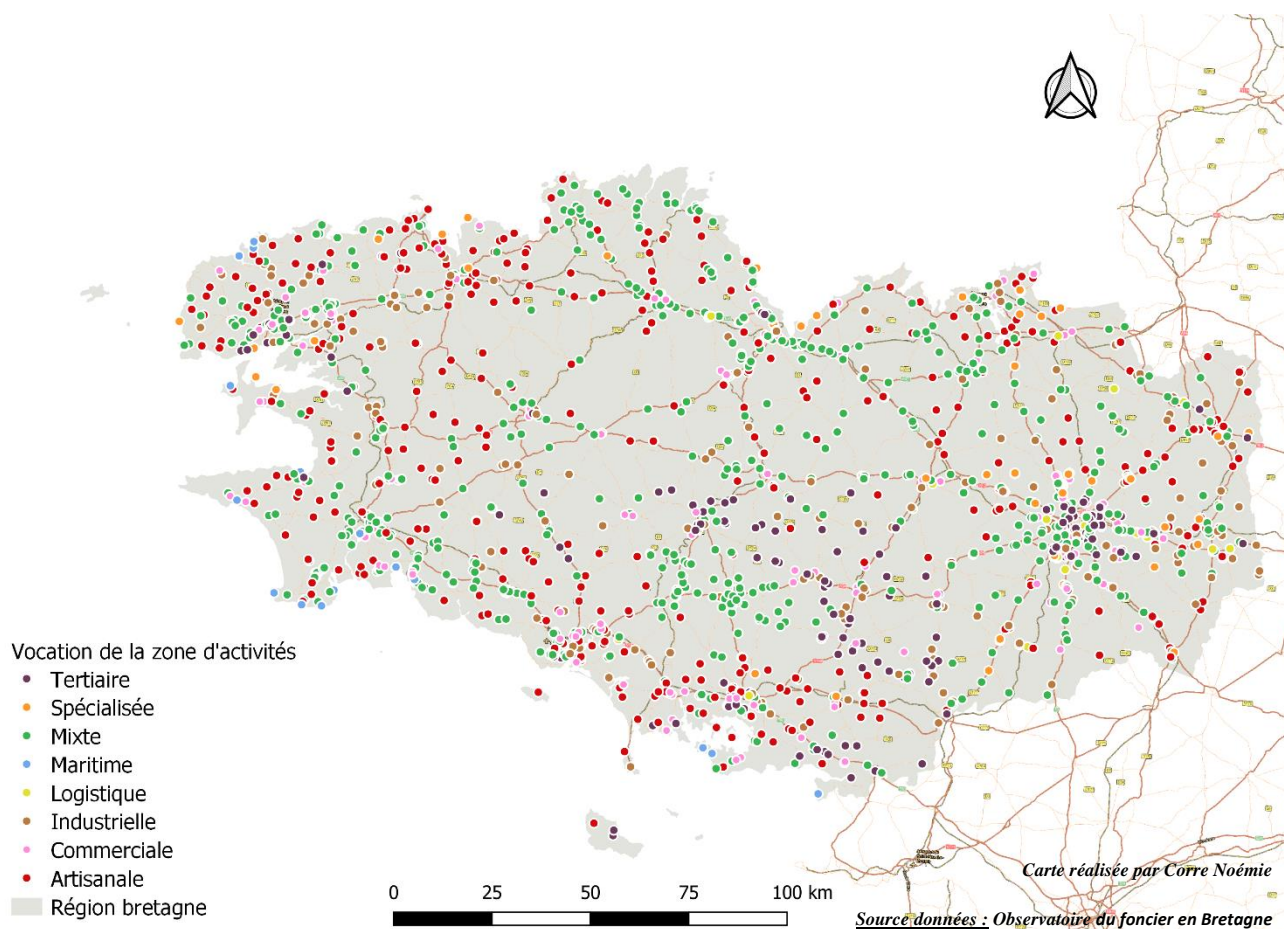 Vocation de la zone d'activités
Tertiaire
Spécialisée
Mixte
Maritime
Logistique
Industrielle
Commerciale
Artisanale
Région bretagne
0 25 50 75 100 km
Carte réalisée par Corre Noémie
Source données : Observatoire du foncier en Bretagne